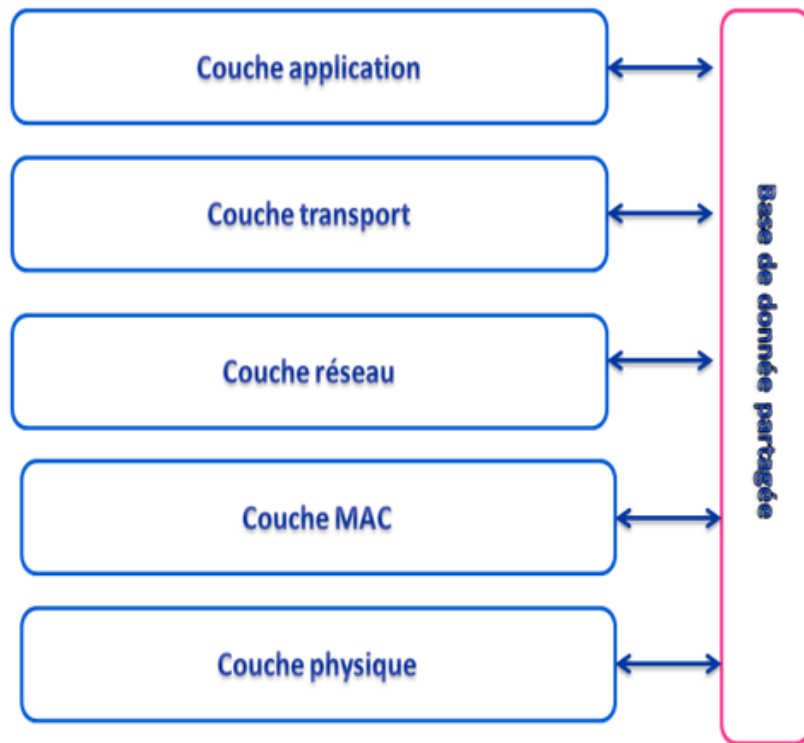 Couche application
Couche transport
Couche réseau
Couche MAC
Couche physique
Base de donnée partagée